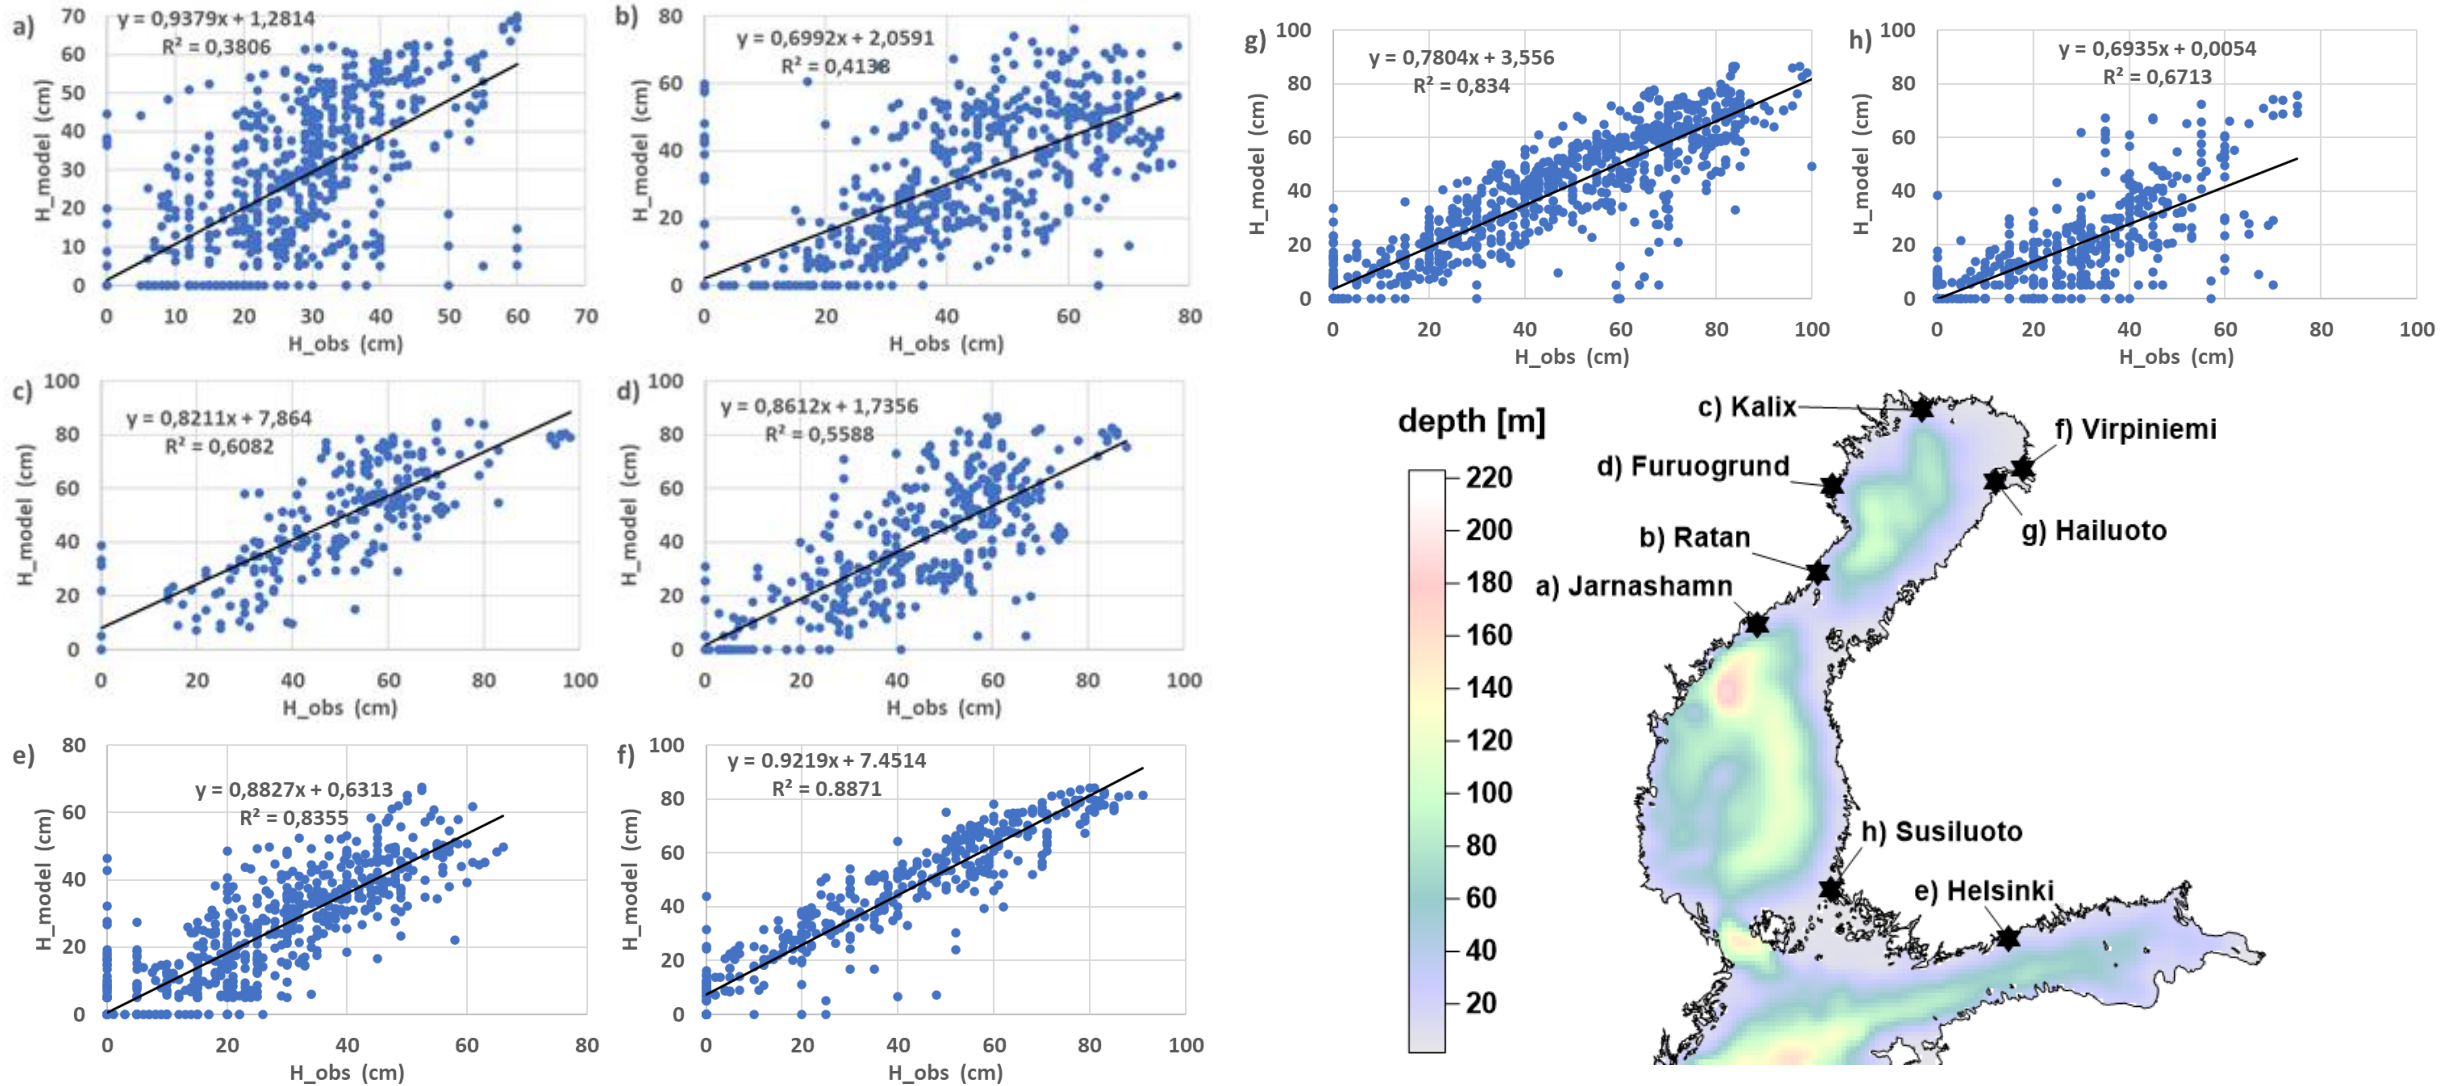 a)
y = 0,9379x + 1,2814
R² = 0,3806
H_model (cm)
70
60
50
40
30
20
10
0
0 10 20 30 40 50 60 70
H_obs (cm)
b)
y = 0,6992x + 2,0591
R² = 0,4138
H_model (cm)
80
60
40
20
0
0 20 40 60 80
H_obs (cm)
g)
y = 0,7804x + 3,556
R² = 0,834
H_model (cm)
100
80
60
40
20
0
0 20 40 60 80 100
H_obs (cm)
h)
y = 0,6935x + 0,0054
R² = 0,6713
H_model (cm)
100
80
60
40
20
0
0 20 40 60 80 100
H_obs (cm)
c)
y = 0,8211x + 7,864
R² = 0,6082
H_model (cm)
100
80
60
40
20
0
0 20 40 60 80 100
H_obs (cm)
d)
y = 0,8612x + 1,7356
R² = 0,5588
H_model (cm)
100
80
60
40
20
0
0 20 40 60 80 100
H_obs (cm)
e)
y = 0,8827x + 0,6313
R² = 0,8355
H_model (cm)
80
60
40
20
0
0 20 40 60 80
H_obs (cm)
f)
y = 0.9219x + 7.4514
R² = 0.8871
H_model (cm)
100
80
60
40
20
0
0 20 40 60 80 100
H_obs (cm)
depth [m]
220
200
180
160
140
120
100
80
60
40
20
c) Kalix
f) Virpiniemi
d) Furuogrund
g) Hailuoto
b) Ratan
a) Jarnashamn
h) Susiluoto
e) Helsinki